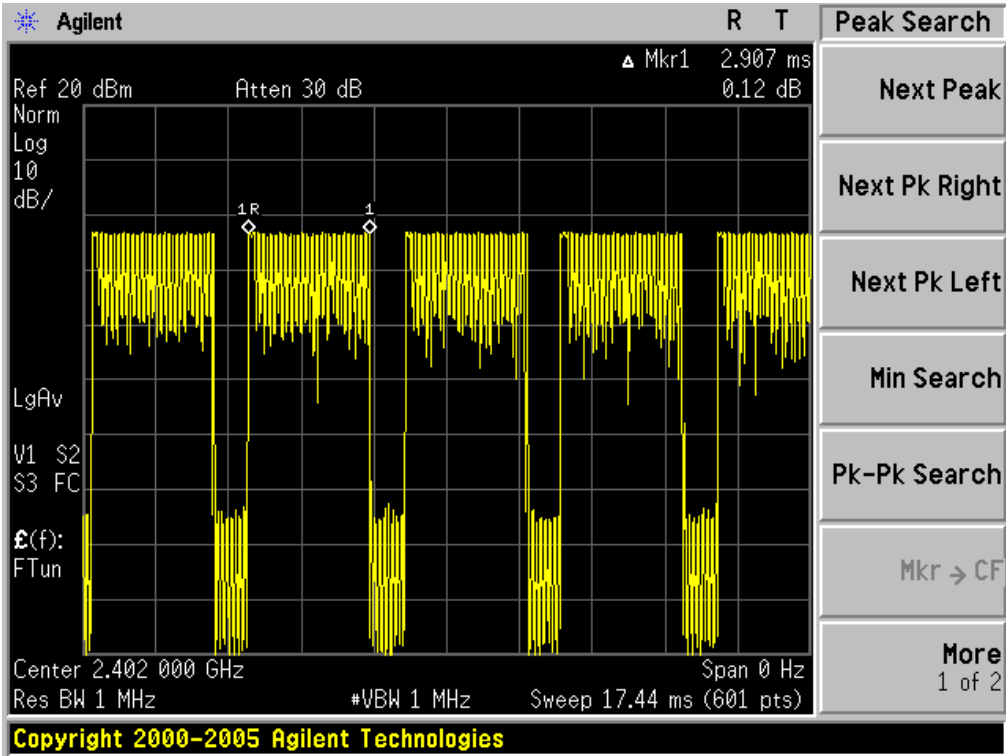 Agilent R T Peak Search
▵ Mkr1 2.907 ms
Ref 20 dBm Atten 30 dB 0.12 dB
Norm
Log
10
dB/
1R 1
LgAv
V1 S2
S3 FC
£(f):
FTun
Center 2.402 000 GHz Span 0 Hz
Res BW 1 MHz #VBW 1 MHz Sweep 17.44 ms (601 pts)
Copyright 2000-2005 Agilent Technologies
Next Peak
Next Pk Right
Next Pk Left
Min Search
Pk-Pk Search
Mkr → CF
More
1 of 2